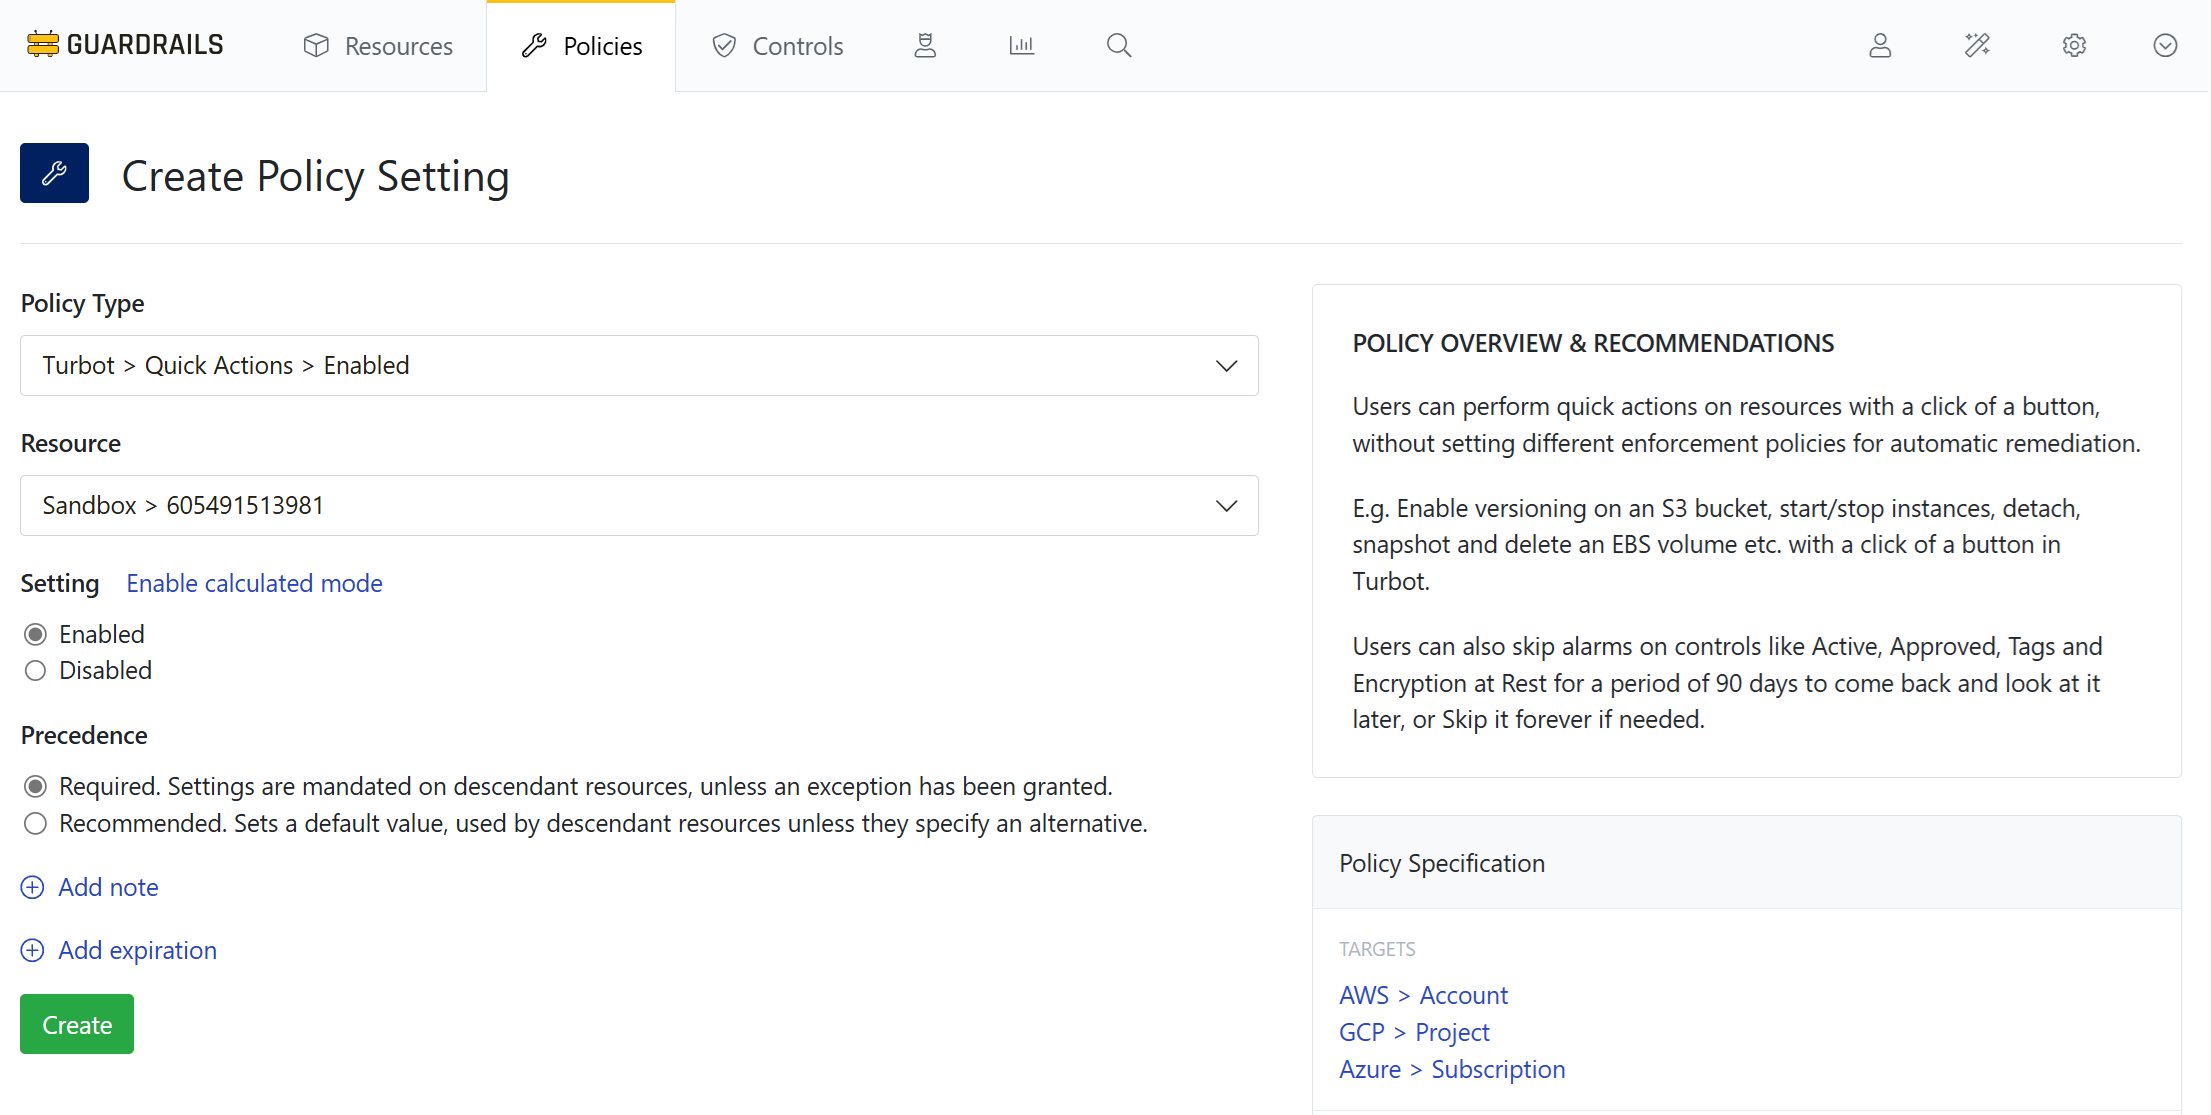 GUARDRAILS
Resources
Policies
Controls
Create Policy Setting
Policy Type
Turbot > Quick Actions > Enabled
Resource
Sandbox > 605491513981
Setting Enable calculated mode
Enabled
Disabled
Precedence
Required. Settings are mandated on descendant resources, unless an exception has been granted.
Recommended. Sets a default value, used by descendant resources unless they specify an alternative.
Add note
Add expiration
Create
POLICY OVERVIEW & RECOMMENDATIONS
Users can perform quick actions on resources with a click of a button,
without setting different enforcement policies for automatic remediation.
E.g. Enable versioning on an S3 bucket, start/stop instances, detach,
snapshot and delete an EBS volume etc. with a click of a button in
Turbot.
Users can also skip alarms on controls like Active, Approved, Tags and
Encryption at Rest for a period of 90 days to come back and look at it
later, or Skip it forever if needed.
Policy Specification
TARGETS
AWS > Account
GCP > Project
Azure > Subscription